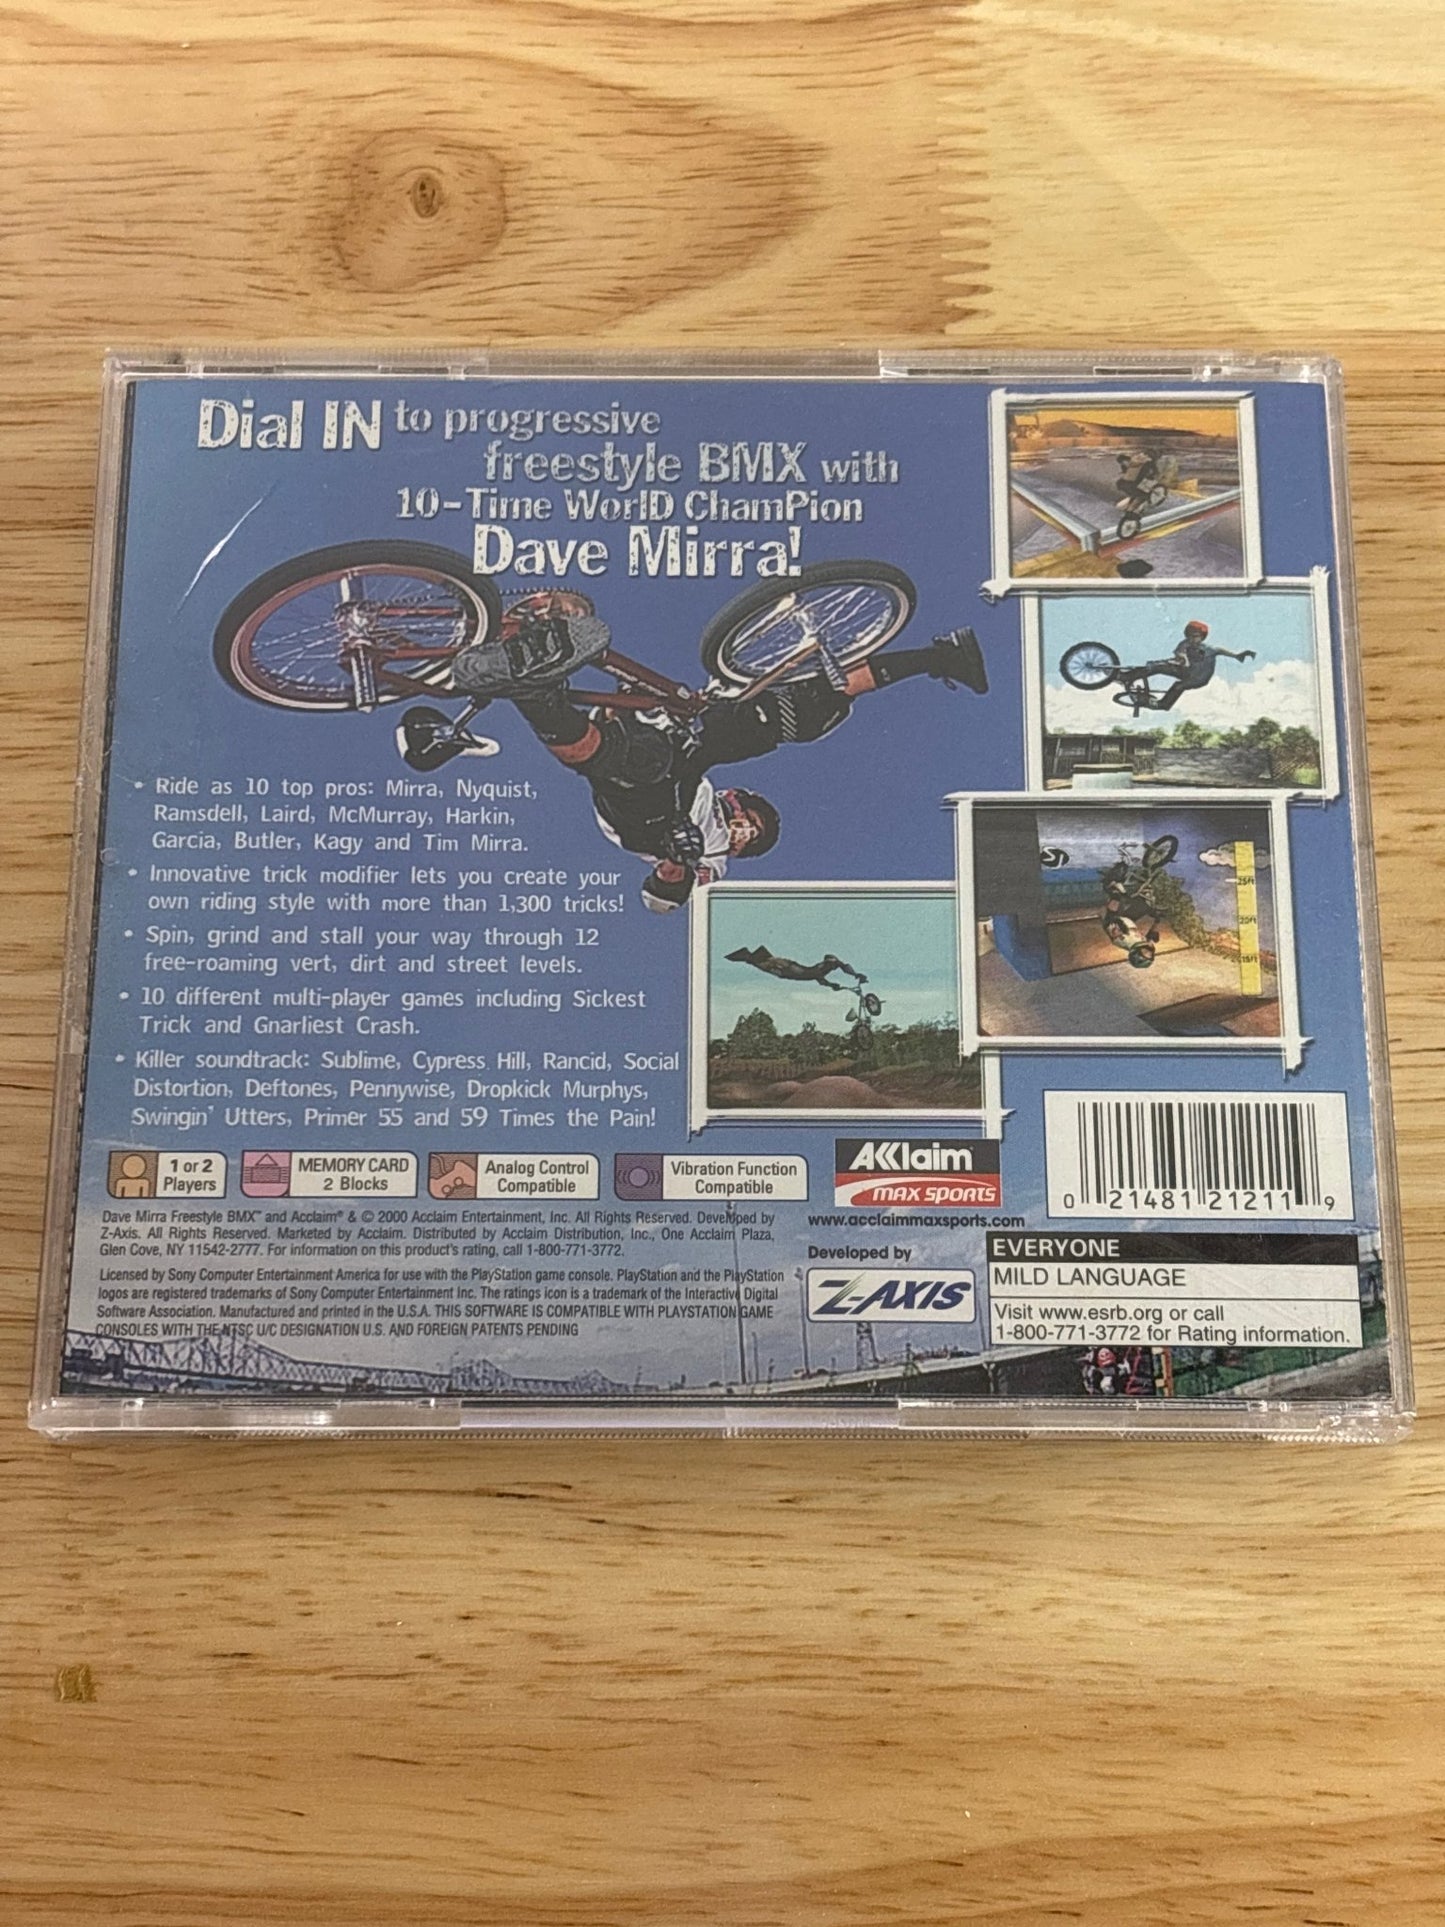 Dial IN to progressive
freestyle BMX with
10-Time WorlD ChamPion
Dave Mirra!
• Ride as 10 top pros: Mirra, Nyquist,
Ramsdell, Laird, McMurray, Harkin,
Garcia, Butler, Kagy and Tim Mirra.
• Innovative trick modifier lets you create your
own riding style with more than 1,300 tricks!
• Spin, grind and stall your way through 12
free-roaming vert, dirt and street levels.
• 10 different multi-player games including Sickest
Trick and Gnarliest Crash.
• Killer soundtrack: Sublime, Cypress Hill, Rancid, Social
Distortion, Deftones, Pennywise, Dropkick Murphys,
Swingin' Utters, Primer 55 and 59 Times the Pain!
25ft
20ft
15ft
1 or 2
Players
MEMORY CARD
2 Blocks
Analog Control
Compatible
Vibration Function
Compatible
AKKlaim
MAX SPORTS
www.acclaimmaxsports.com
0 21481 21211 9
Dave Mirra Freestyle BMX™ and Acclaim® & © 2000 Acclaim Entertainment, Inc. All Rights Reserved. Developed by
Z-Axis. All Rights Reserved. Marketed by Acclaim. Distributed by Acclaim Distribution, Inc., One Acclaim Plaza,
Glen Cove, NY 11542-2777. For information on this product's rating, call 1-800-771-3772.
Licensed by Sony Computer Entertainment America for use with the PlayStation game console. PlayStation and the PlayStation
logos are registered trademarks of Sony Computer Entertainment Inc. The ratings icon is a trademark of the Interactive Digital
Software Association. Manufactured and printed in the U.S.A. THIS SOFTWARE IS COMPATIBLE WITH PLAYSTATION GAME
CONSOLES WITH THE NTSC U/C DESIGNATION U.S. AND FOREIGN PATENTS PENDING
Developed by
Z-AXIS
EVERYONE
MILD LANGUAGE
Visit www.esrb.org or call
1-800-771-3772 for Rating information.